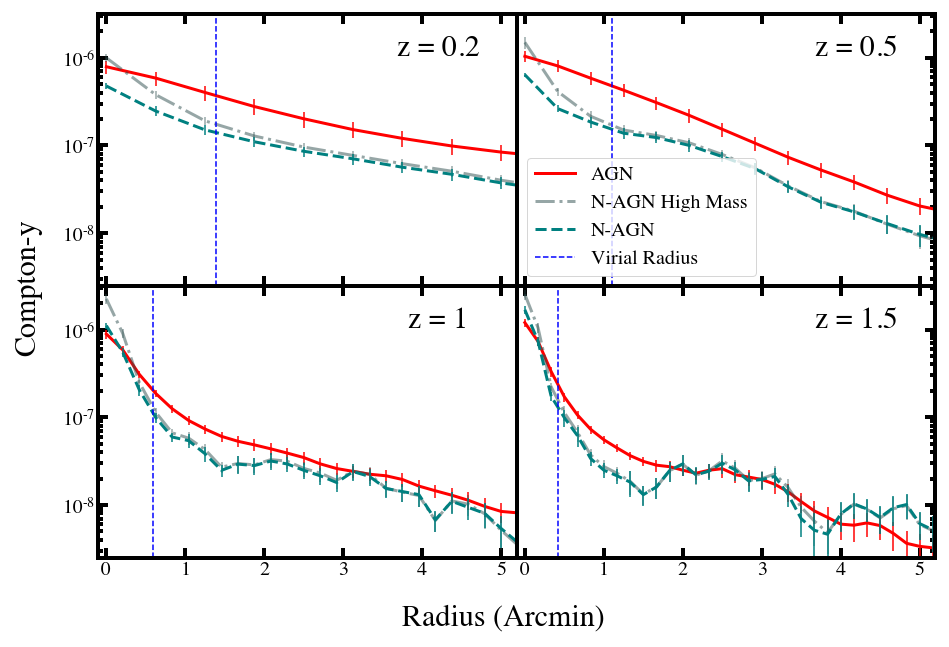 z = 0.2
z = 0.5
10⁻⁶
10⁻⁷
10⁻⁸
AGN
N-AGN High Mass
N-AGN
Virial Radius
Compton-y
z = 1
z = 1.5
10⁻⁶
10⁻⁷
10⁻⁸
0 1 2 3 4 5 0 1 2 3 4 5
Radius (Arcmin)